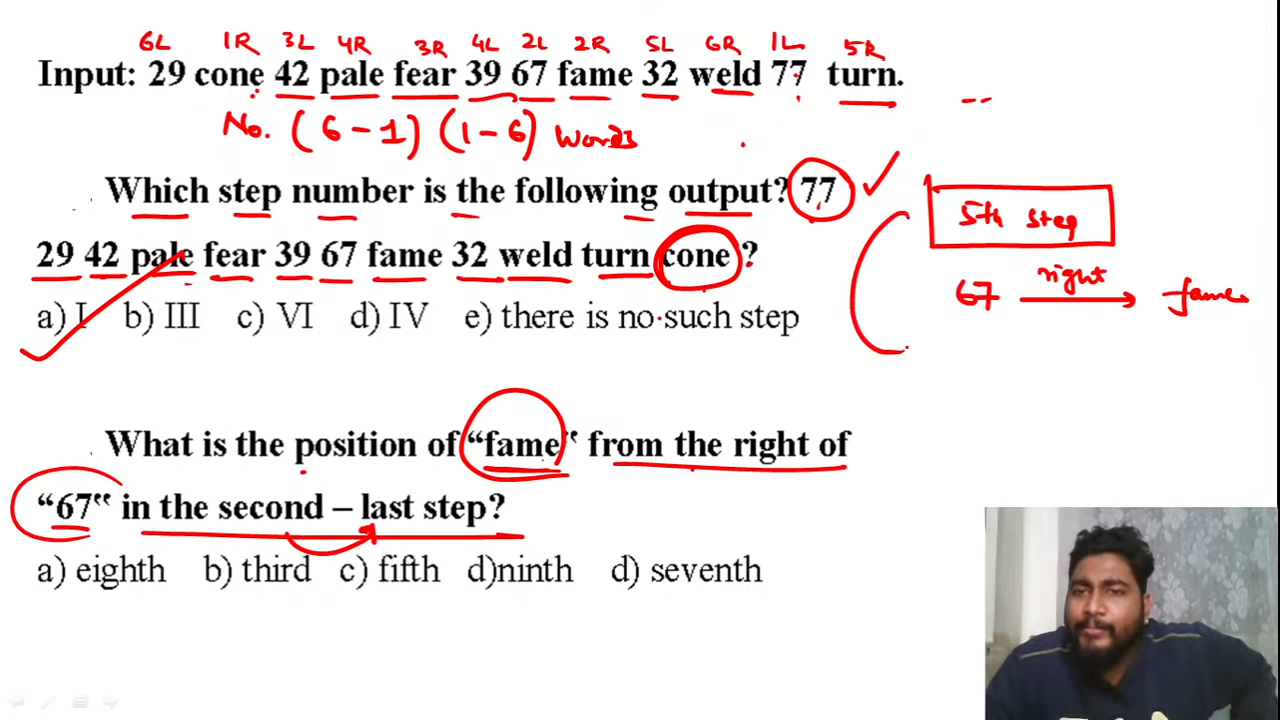 6L 1R 3L 4R 3R 4L 2L 2R 5L 6R 1L 5R
Input: 29 cone 42 pale fear 39 67 fame 32 weld 77 turn.
No. (6-1) (1-6) words
Which step number is the following output? 77
29 42 pale fear 39 67 fame 32 weld turn cone ?
a) I b) III c) VI d) IV e) there is no such step
5th step
67 right fame
What is the position of “fame‟ from the right of
“67‟ in the second – last step?
a) eighth b) third c) fifth d)ninth d) seventh